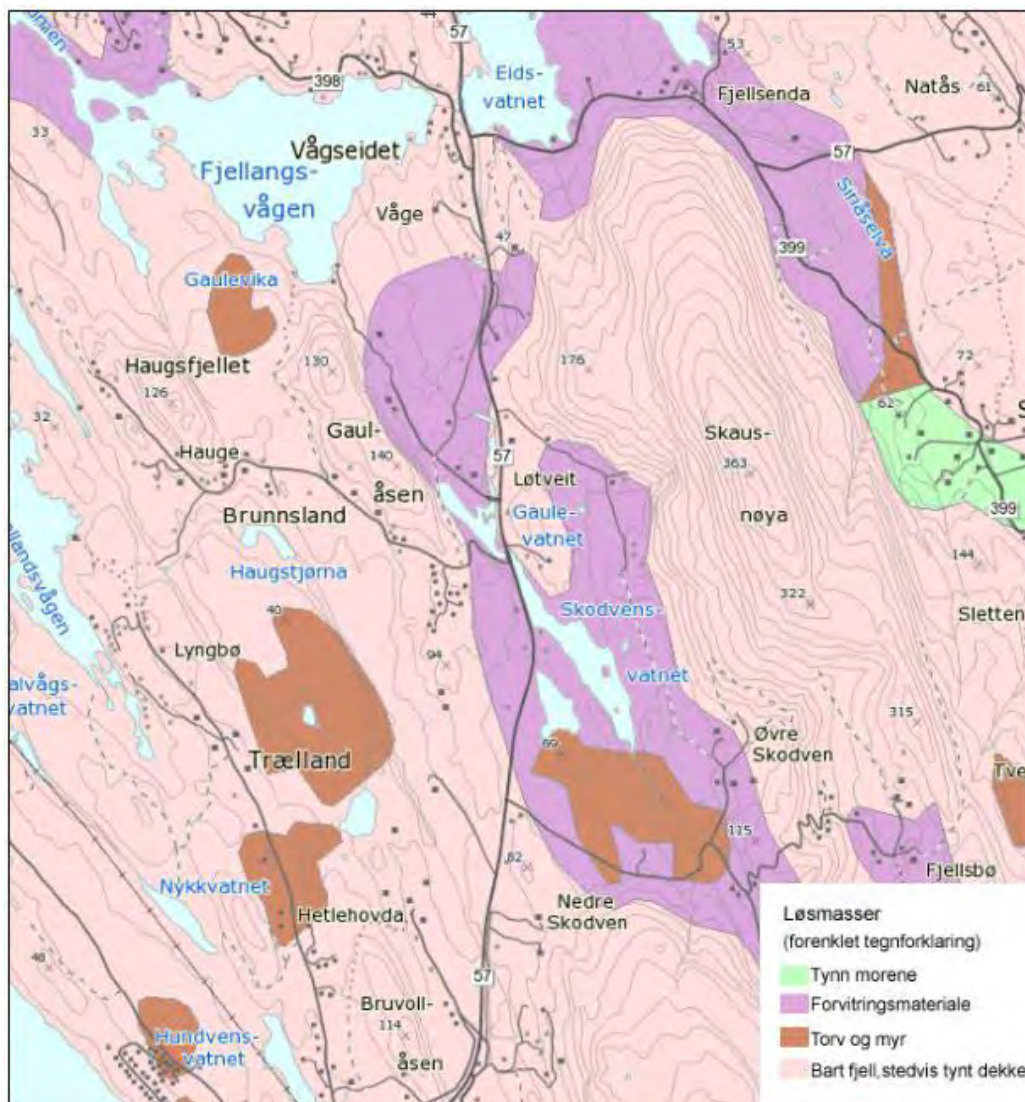 57
53
Eids-
vatnet
Fjellsenda
Natås
61
398
33
Vågseidet
57
Fjellangs-
vågen
Våge
Sinåselva
47
399
Gaulevika
Haugsfjellet
130
126
176
72
62
32
Gaul-
140
åsen
Skaus-
363
nøya
Hauge
57
Løtveit
Gaule-
vatnet
399
Brunnsland
144
Haugstjørna
40
Skodvens-
vatnet
322
Sletten
Lyngbø
94
vatnet
315
Øvre
Skodven
Trælland
69
115
Fjellsbø
82
Nykkvatnet
Hetlehovda
Nedre
Skodven
48
57
Bruvoll-
114
åsen
Hundvens-
vatnet
Løsmasser
(forenklet tegnforklaring)
Tynn morene
Forvitringsmateriale
Torv og myr
Bart fjell,stedvis tynt dekke